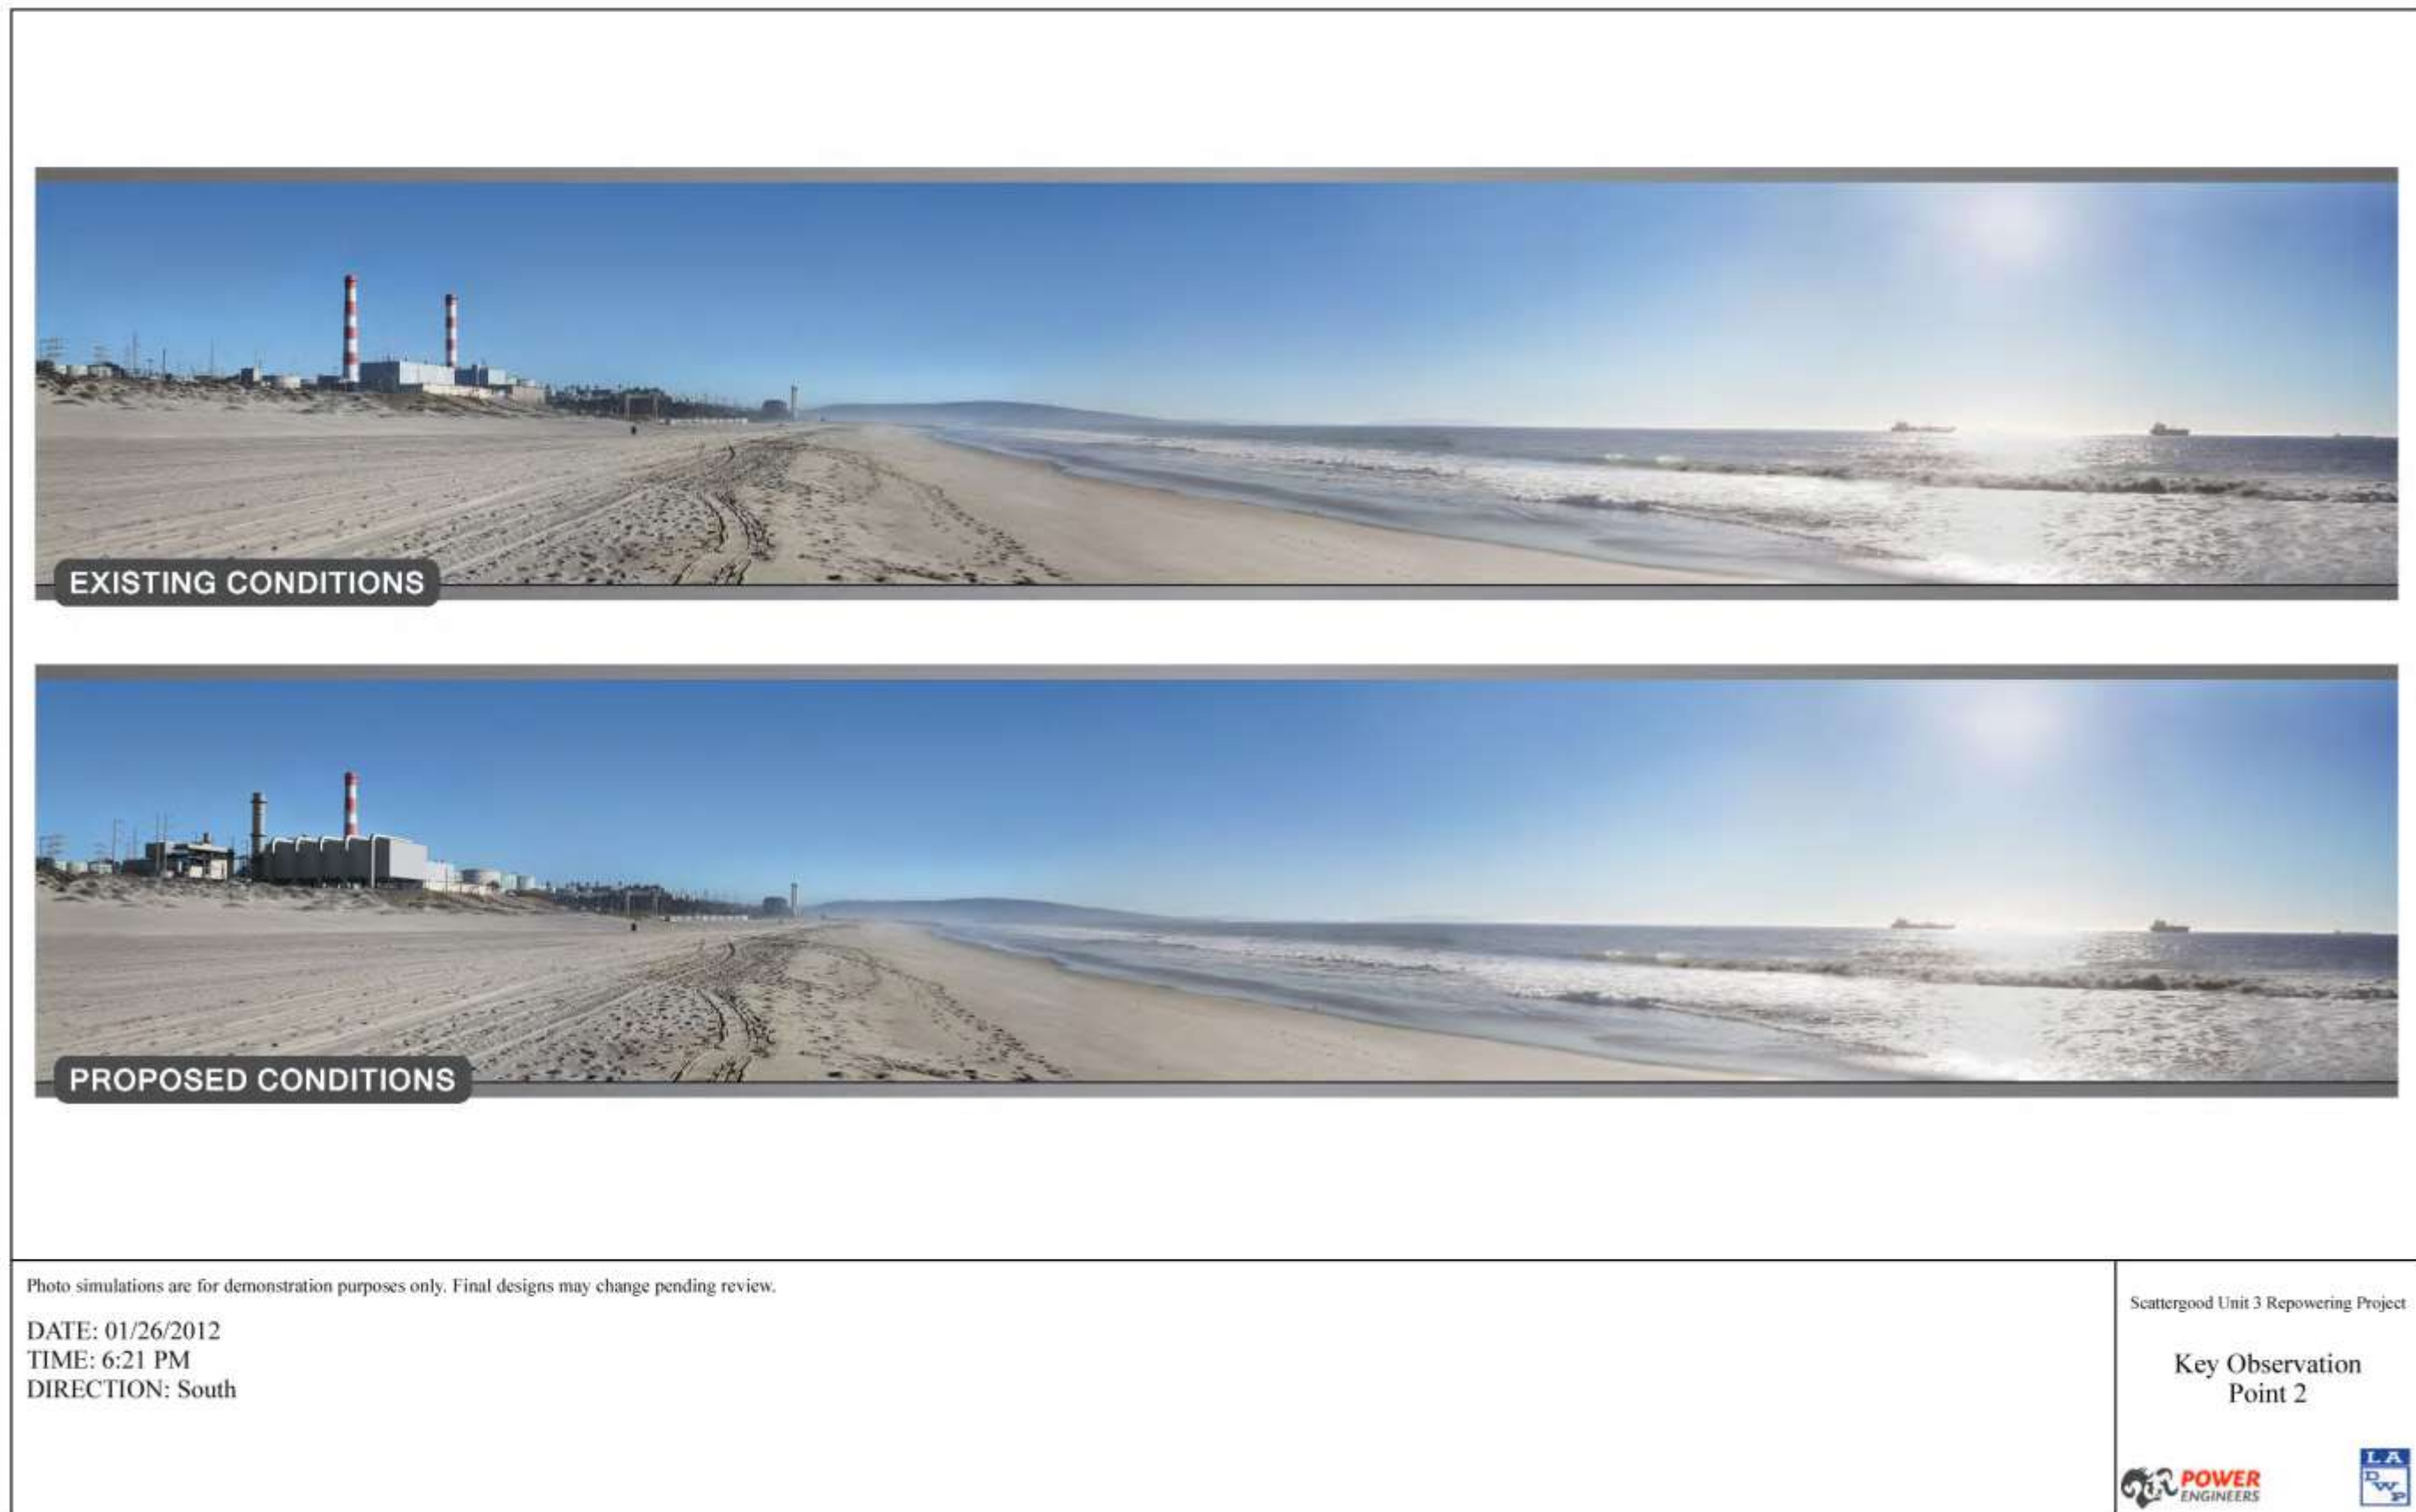 EXISTING CONDITIONS
PROPOSED CONDITIONS
Photo simulations are for demonstration purposes only. Final designs may change pending review.
DATE: 01/26/2012
TIME: 6:21 PM
DIRECTION: South
Scattergood Unit 3 Repowering Project
Key Observation
Point 2
POWER
ENGINEERS
LA
DWP